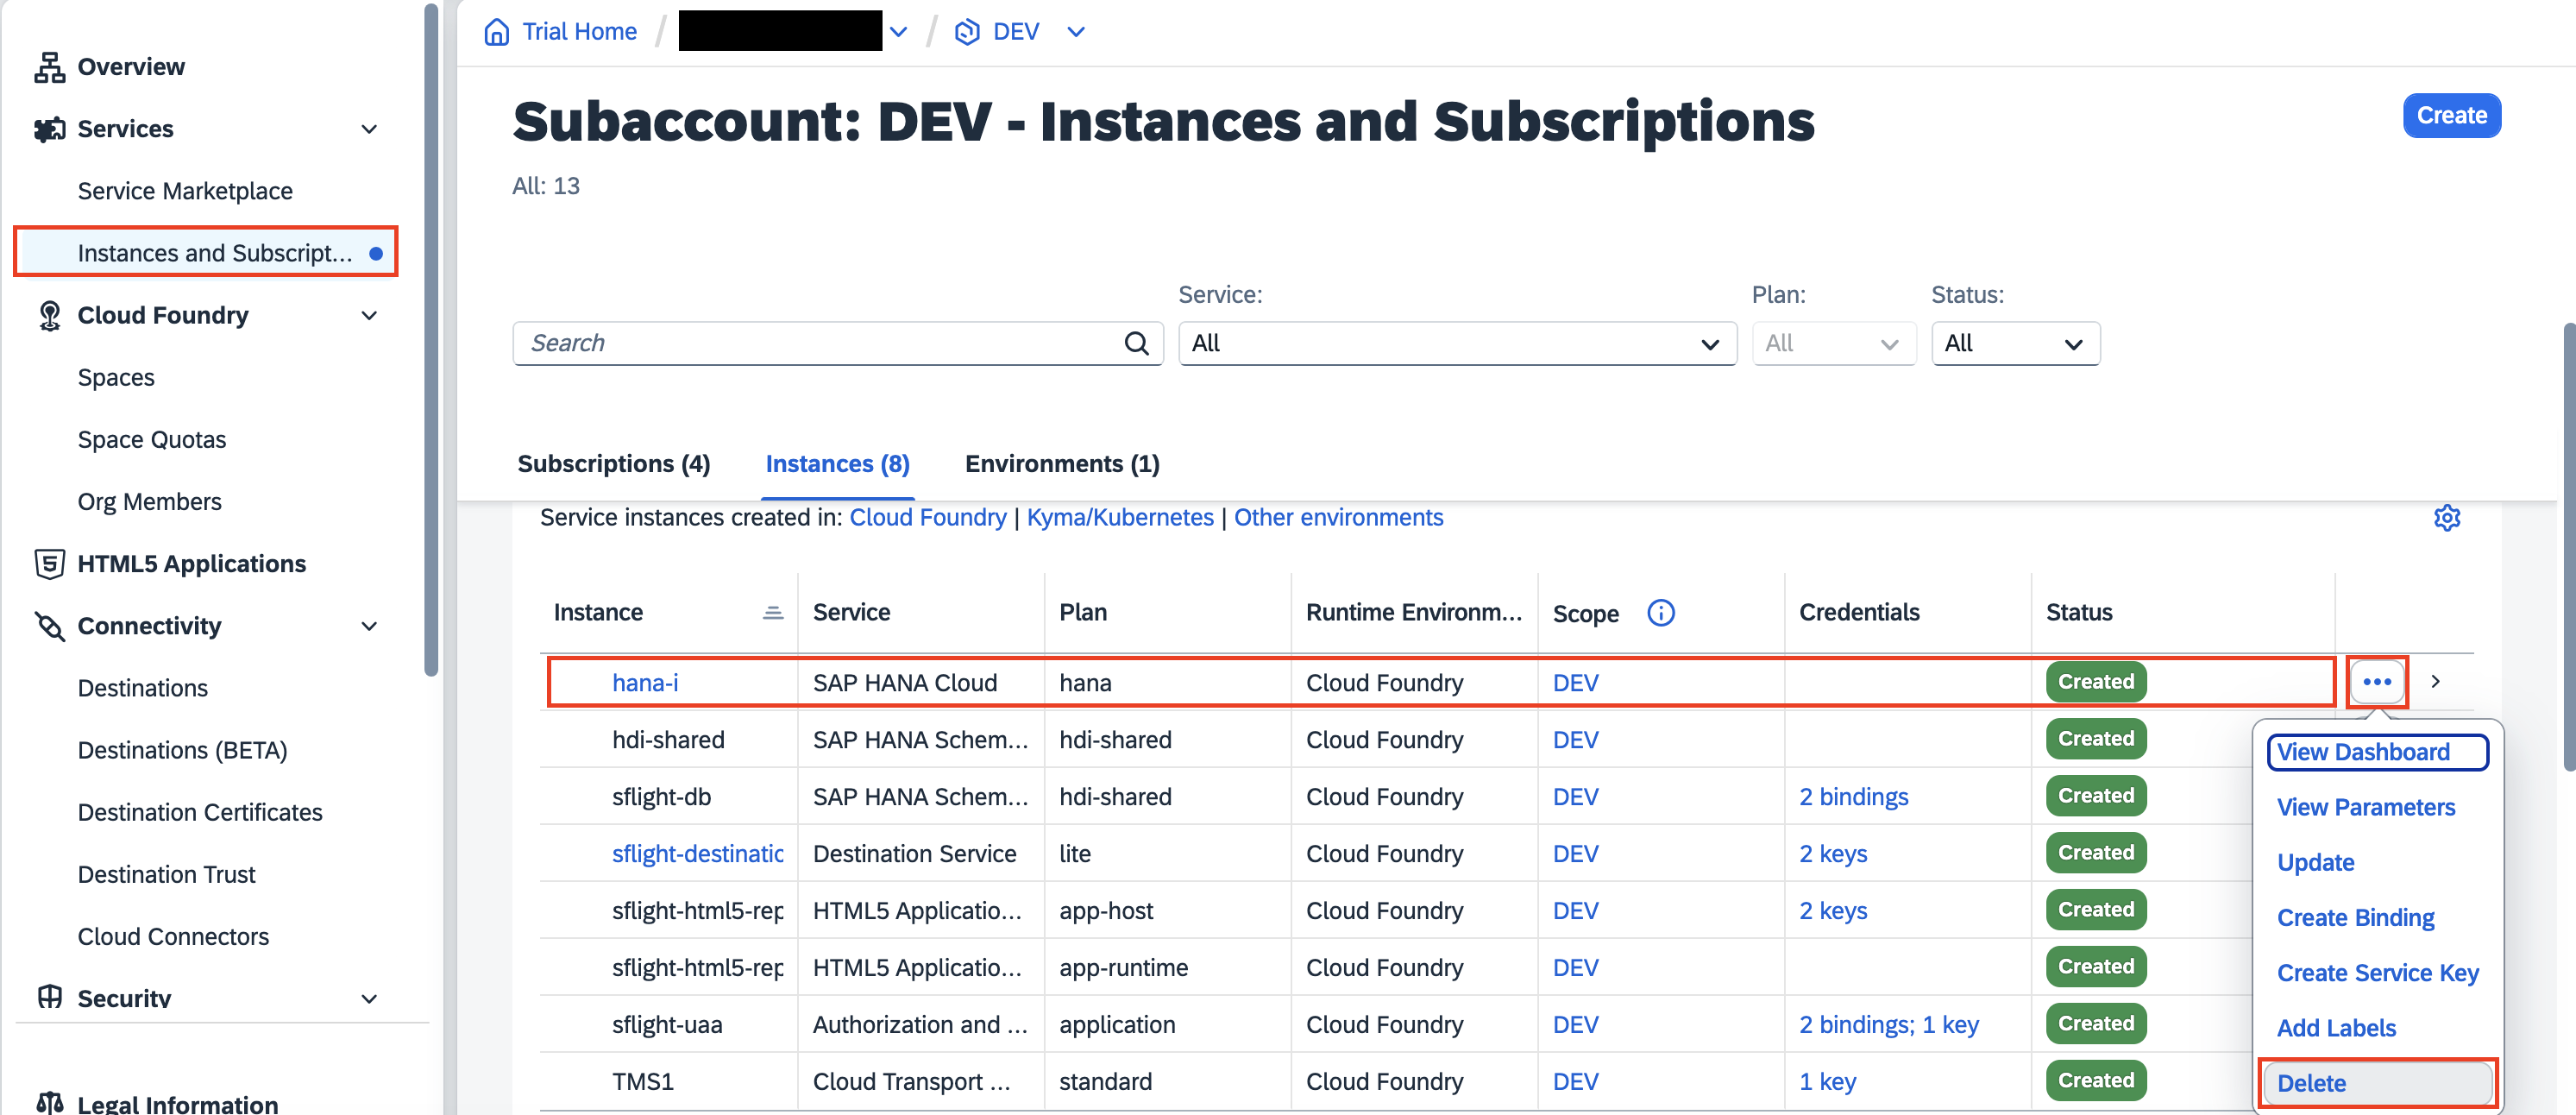 Overview
Services
Service Marketplace
Instances and Subscript...
Cloud Foundry
Spaces
Space Quotas
Org Members
HTML5 Applications
Connectivity
Destinations
Destinations (BETA)
Destination Certificates
Destination Trust
Cloud Connectors
Security
Legal Information
Trial Home / / DEV
Subaccount: DEV - Instances and Subscriptions
Create
All: 13
Service: Plan: Status:
Search All All All
Subscriptions (4) Instances (8) Environments (1)
Service instances created in: Cloud Foundry | Kyma/Kubernetes | Other environments
Instance Service Plan Runtime Environm... Scope Credentials Status
hana-i SAP HANA Cloud hana Cloud Foundry DEV Created
hdi-shared SAP HANA Schem... hdi-shared Cloud Foundry DEV Created
sflight-db SAP HANA Schem... hdi-shared Cloud Foundry DEV 2 bindings Created
sflight-destinatic Destination Service lite Cloud Foundry DEV 2 keys Created
sflight-html5-rep HTML5 Applicatio... app-host Cloud Foundry DEV 2 keys Created
sflight-html5-rep HTML5 Applicatio... app-runtime Cloud Foundry DEV Created
sflight-uaa Authorization and ... application Cloud Foundry DEV 2 bindings; 1 key Created
TMS1 Cloud Transport ... standard Cloud Foundry DEV 1 key Created
View Dashboard
View Parameters
Update
Create Binding
Create Service Key
Add Labels
Delete